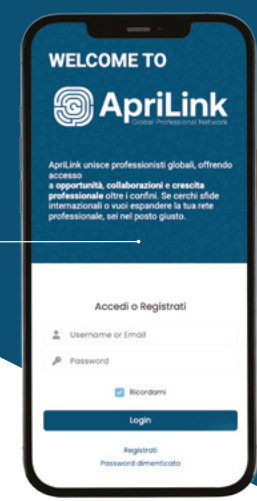 WELCOME TO
ApriLink
Global Professional Network
ApriLink unisce professionisti globali, offrendo
accesso
a opportunità, collaborazioni e crescita
professionale oltre i confini. Se cerchi sfide
internazionali o vuoi espandere la tua rete
professionale, sei nel posto giusto.
Accedi o Registrati
Username or Email
Password
Ricordami
Login
Registrati
Password dimenticata